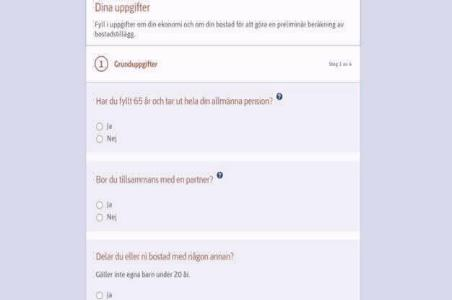 Dina uppgifter
Fyll i uppgifter om din ekonomi och om din bostad för att göra en preliminär beräkning av
bostadstillägg.
1 Grunduppgifter Steg 1 av 4
Har du fyllt 65 år och tar ut hela din allmänna pension? ?
Ja
Nej
Bor du tillsammans med en partner? ?
Ja
Nej
Delar du eller ni bostad med någon annan?
Gäller inte egna barn under 20 år.
Ja